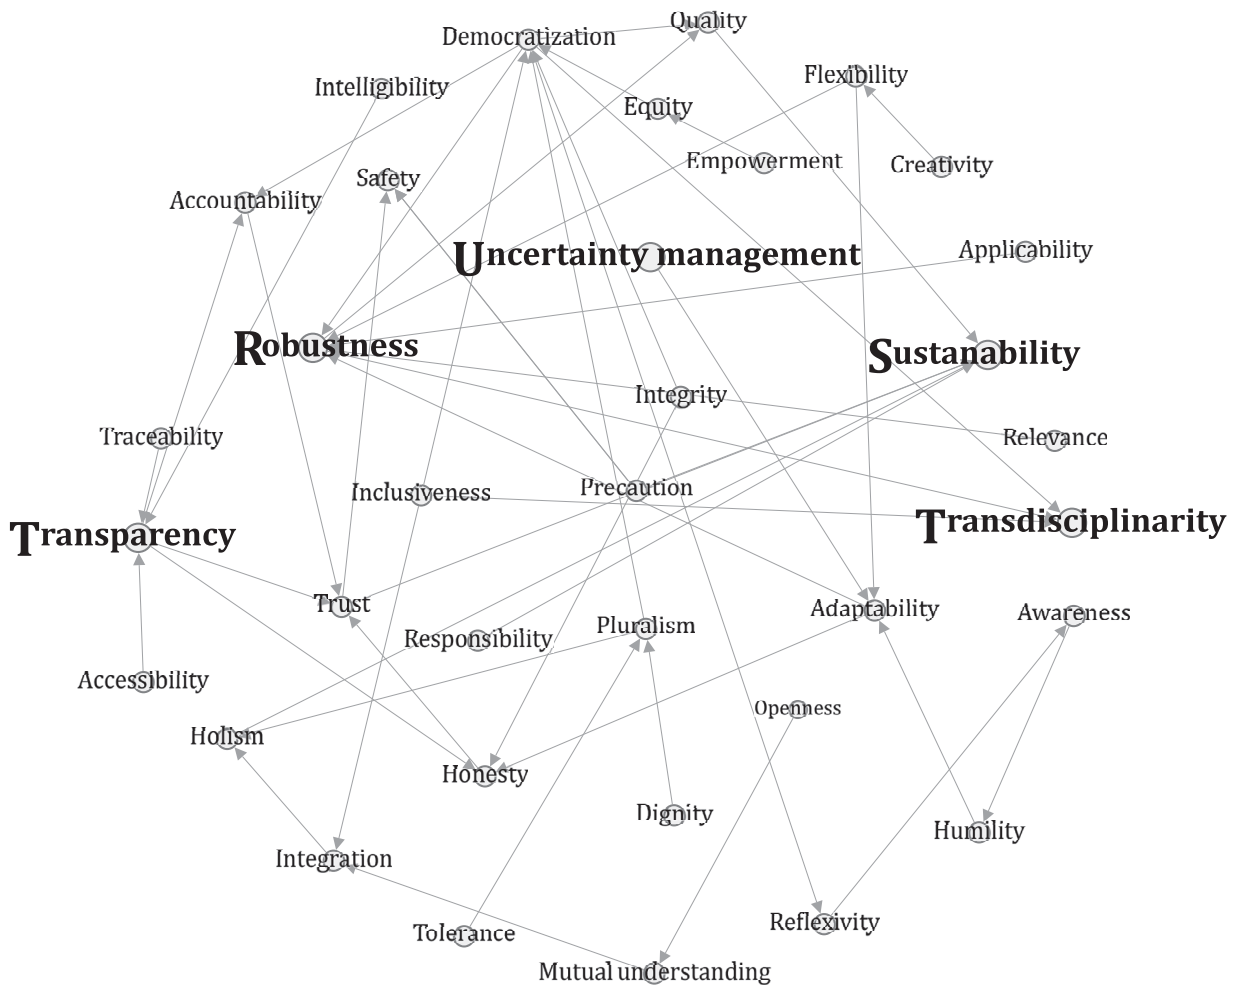 Quality
Democratization
Flexibility
Intelligibility
Equity
Empowerment
Creativity
Safety
Accountability
Uncertainty management
Applicability
Robustness
Sustanability
Integrity
Traceability
Relevance
Inclusiveness
Precaution
Transparency
Transdisciplinarity
Trust
Adaptability
Awareness
Responsibility
Pluralism
Accessibility
Openness
Holism
Honesty
Dignity
Humility
Integration
Reflexivity
Tolerance
Mutual understanding